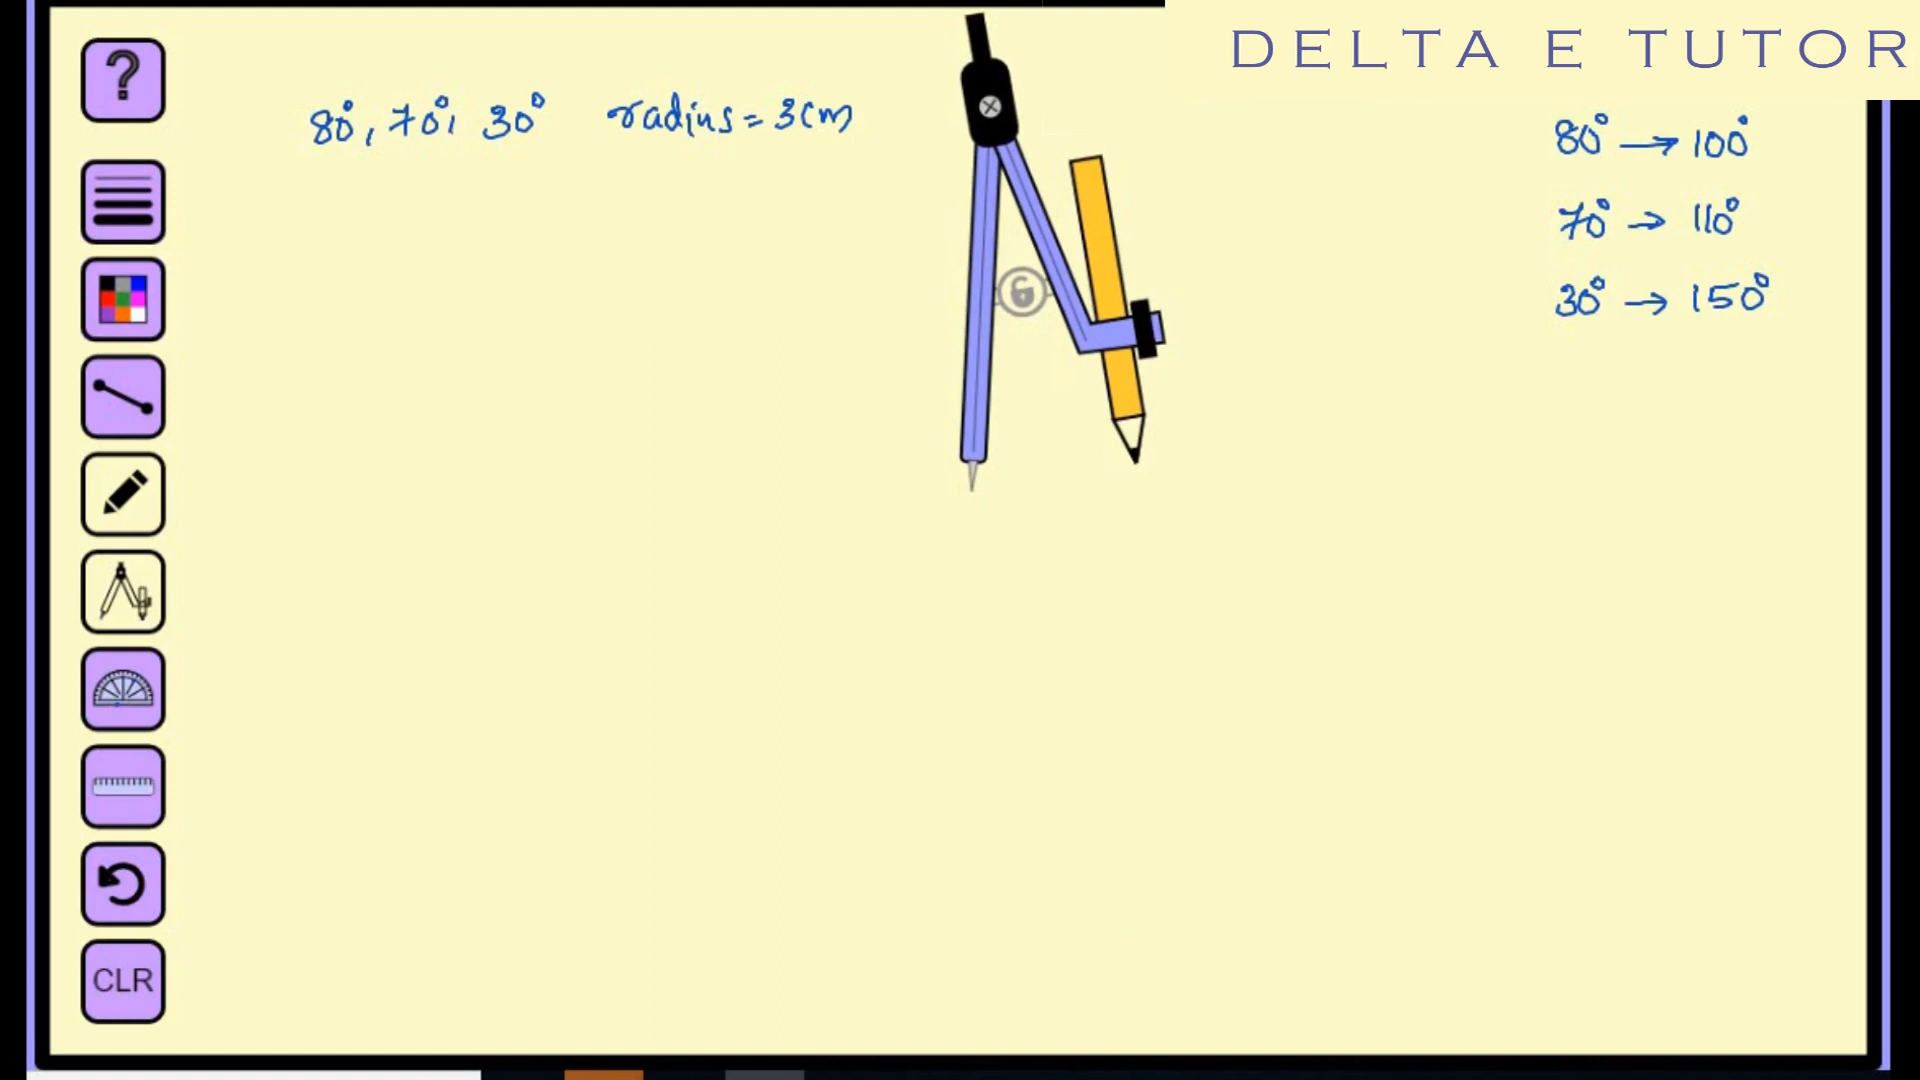 DELTA E TUTOR
80°, 70°, 30° radius = 3cm
80° → 100°
70° → 110°
30° → 150°
?
CLR